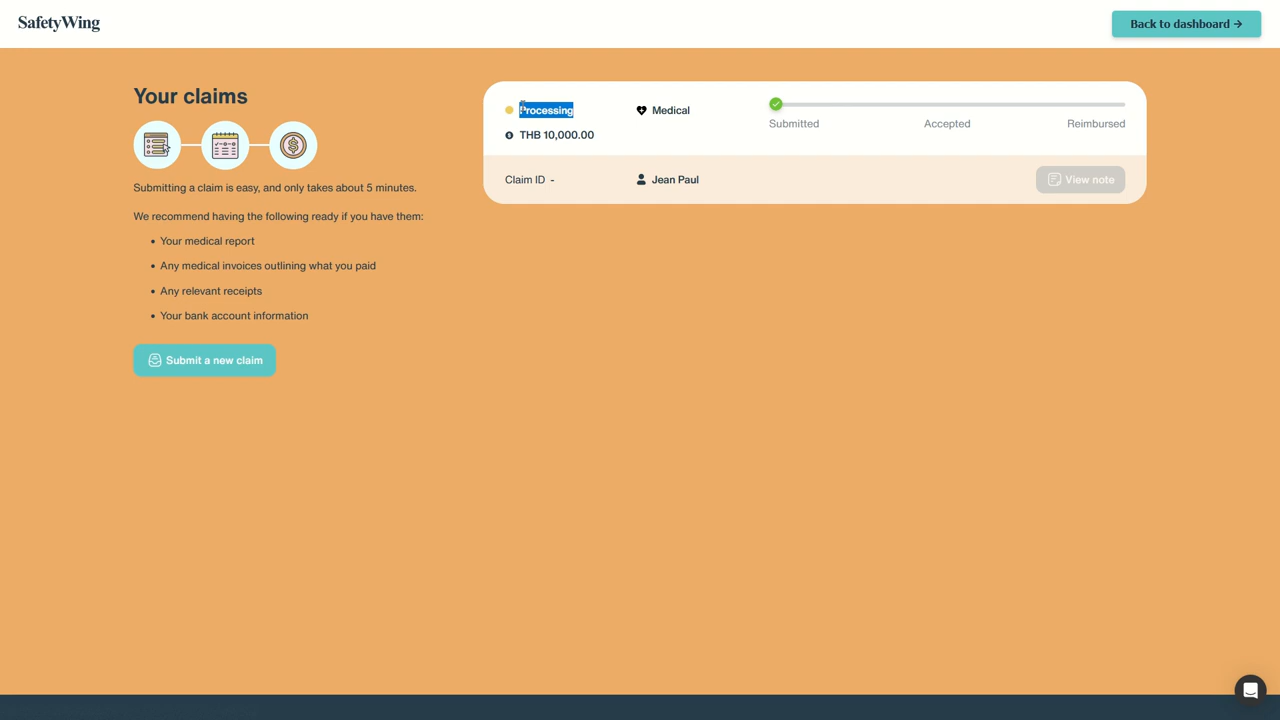 SafetyWing
Back to dashboard →
Your claims
Submitting a claim is easy, and only takes about 5 minutes.
We recommend having the following ready if you have them:
• Your medical report
• Any medical invoices outlining what you paid
• Any relevant receipts
• Your bank account information
Submit a new claim
Processing
Medical
THB 10,000.00
Submitted
Accepted
Reimbursed
Claim ID -
Jean Paul
View note